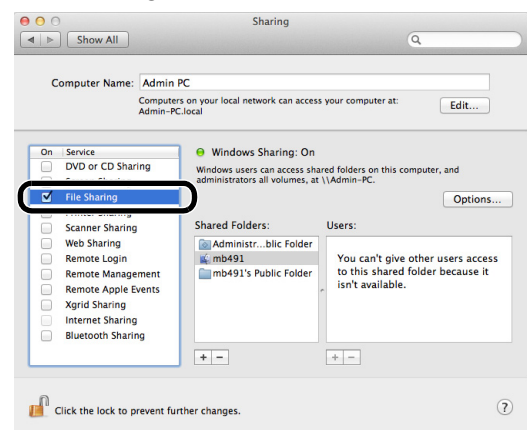 Sharing
Show All
Computer Name: Admin PC
Computers on your local network can access your computer at:
Admin-PC.local
Edit...
On Service
DVD or CD Sharing
File Sharing
Scanner Sharing
Web Sharing
Remote Login
Remote Management
Remote Apple Events
Xgrid Sharing
Internet Sharing
Bluetooth Sharing
Windows Sharing: On
Windows users can access shared folders on this computer, and
administrators all volumes, at \\Admin-PC.
Options...
Shared Folders:
Administr...blic Folder
mb491
mb491's Public Folder
+ −
Users:
You can't give other users access
to this shared folder because it
isn't available.
+ −
Click the lock to prevent further changes.
?